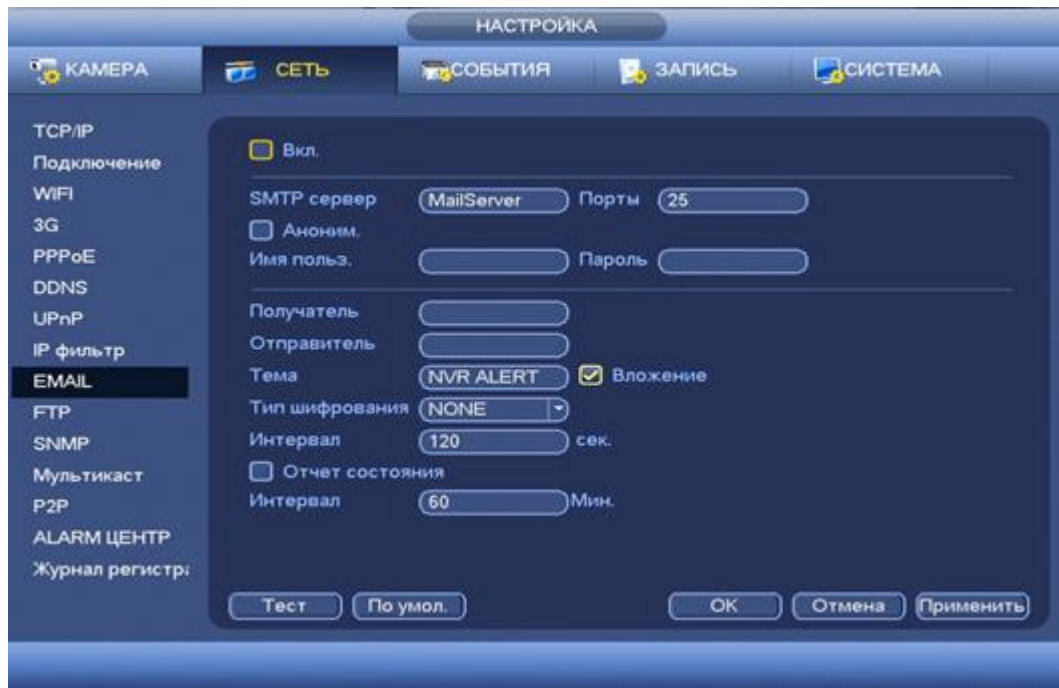 НАСТРОЙКА
КАМЕРА СЕТЬ СОБЫТИЯ ЗАПИСЬ СИСТЕМА
TCP/IP
Подключение
WIFI
3G
PPPoE
DDNS
UPnP
IP фильтр
EMAIL
FTP
SNMP
Мультикаст
P2P
ALARM ЦЕНТР
Журнал регистра
Вкл.
SMTP сервер MailServer Порты 25
Аноним.
Имя польз. Пароль
Получатель
Отправитель
Тема NVR ALERT Вложение
Тип шифрования NONE
Интервал 120 сек.
Отчет состояния
Интервал 60 Мин.
Тест По умол. OK Отмена Применить